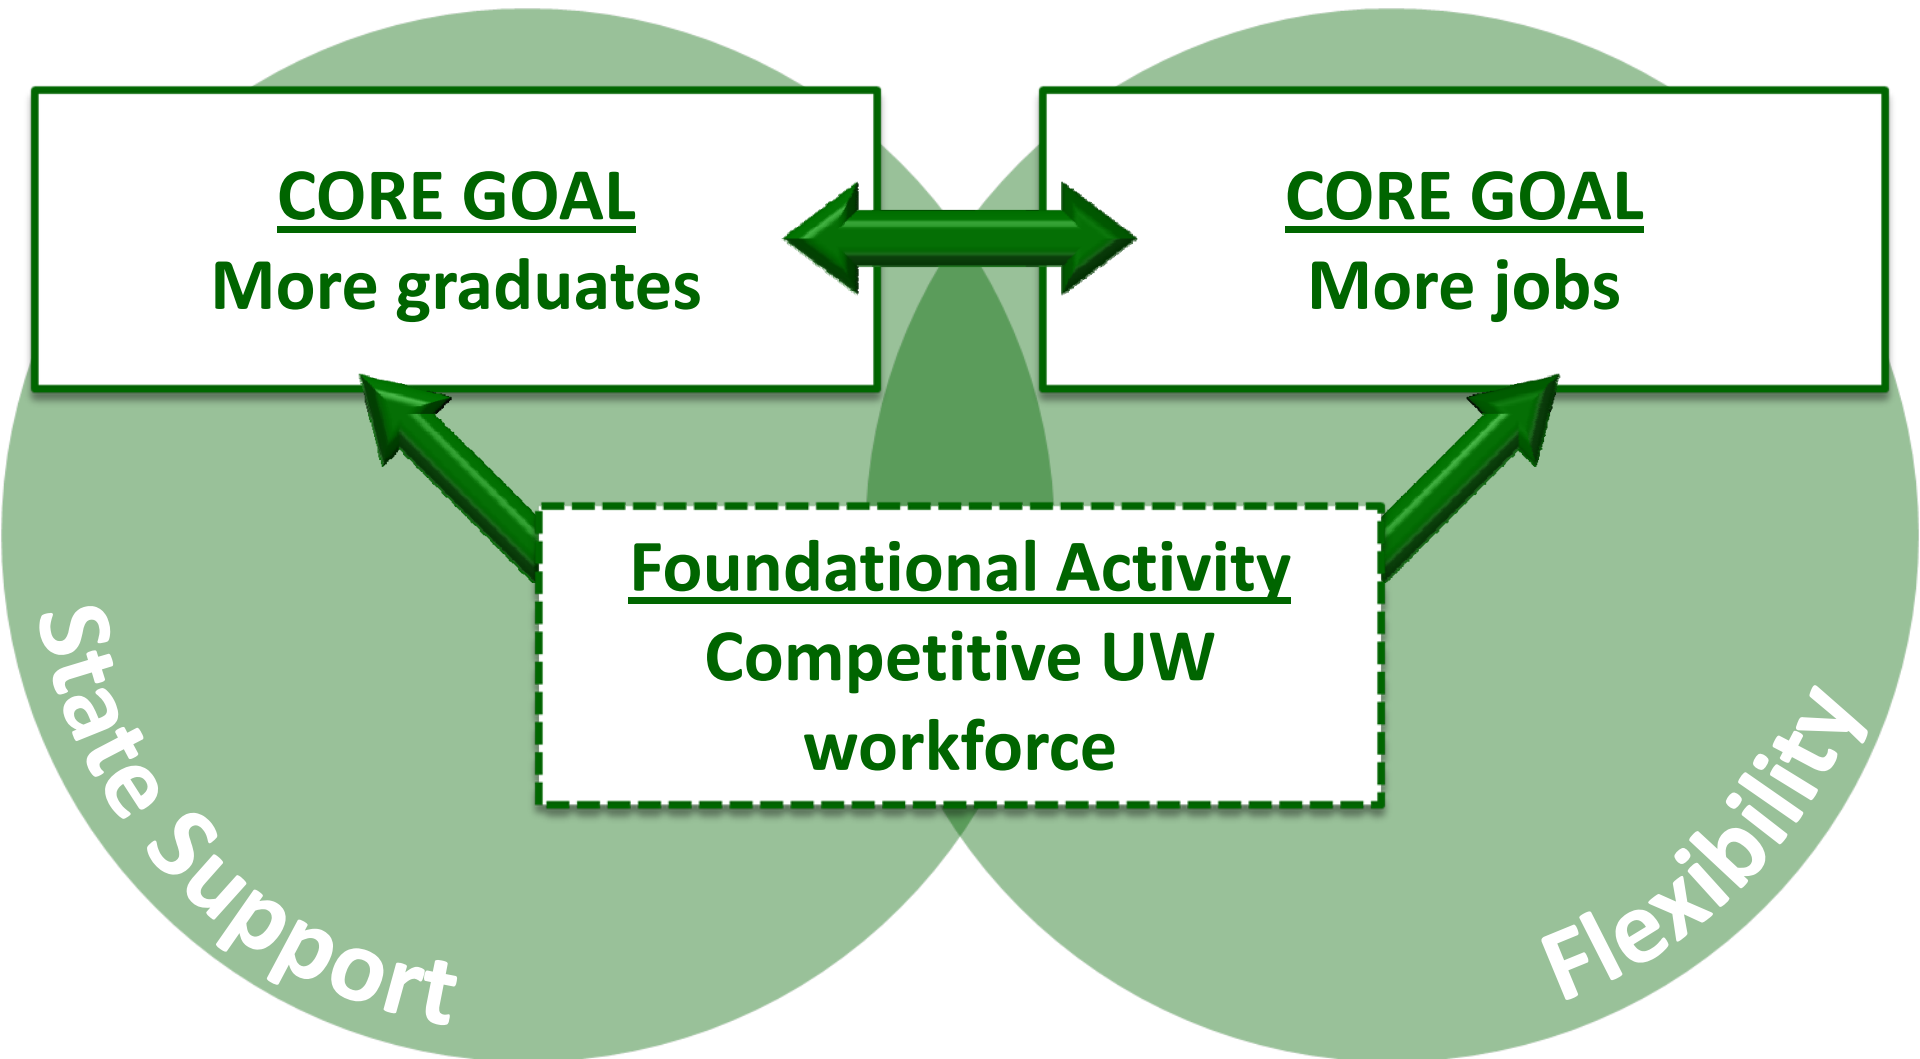 CORE GOAL
More graduates
CORE GOAL
More jobs
Foundational Activity
Competitive UW
workforce
State Support
Flexibility